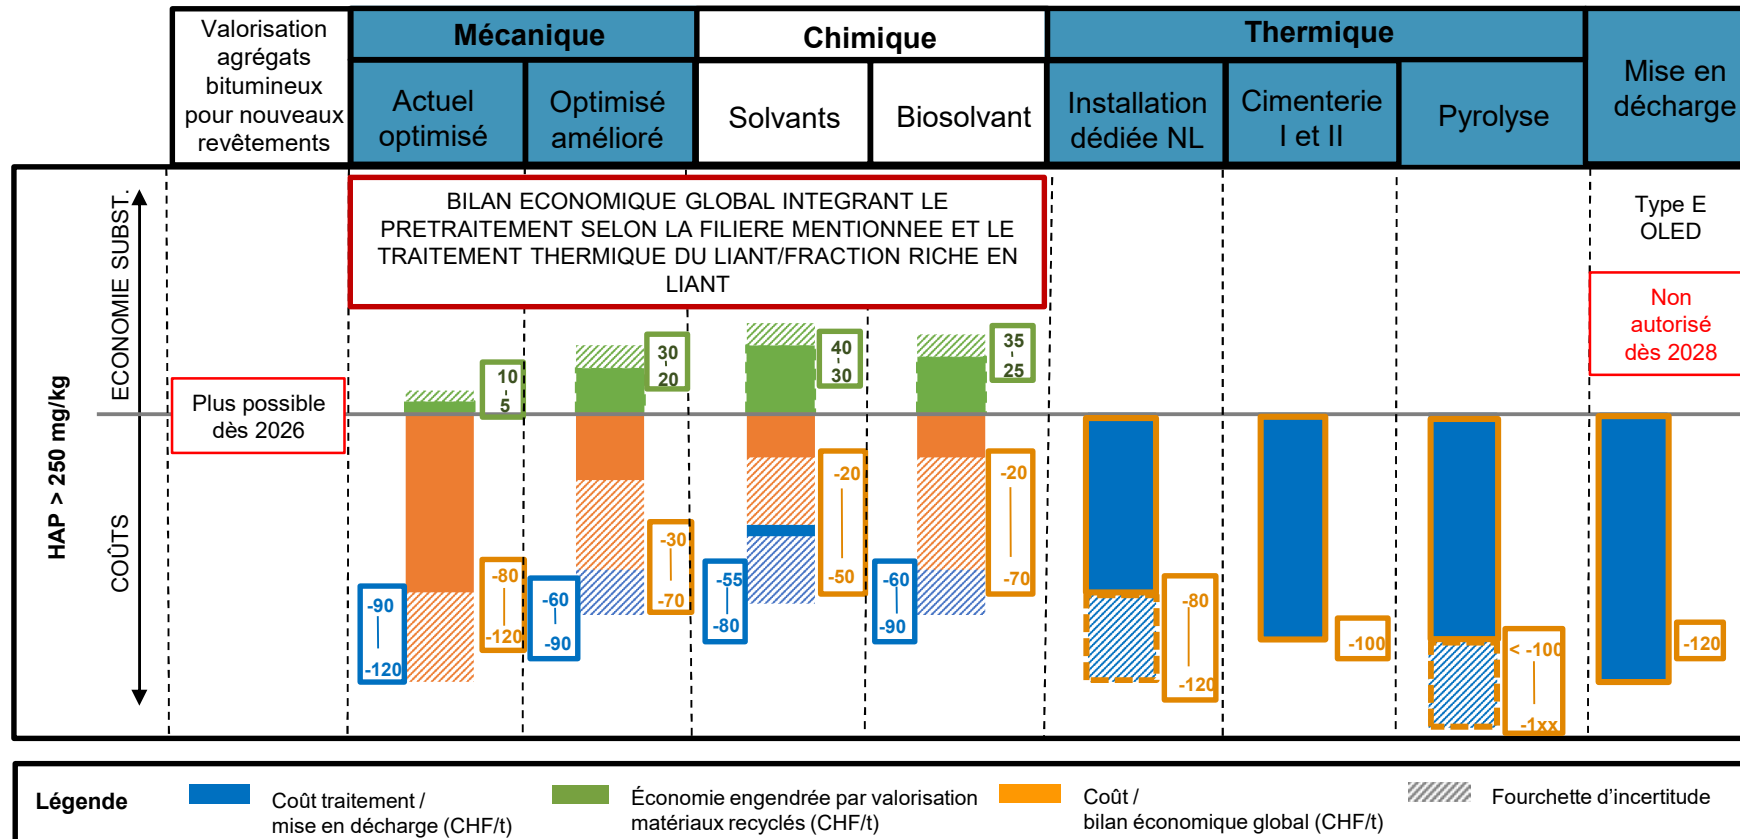 Valorisation
agrégats
bitumineux
pour nouveaux
revêtements
Mécanique
Chimique
Thermique
Mise en
décharge
Actuel
optimisé
Optimisé
amélioré
Solvants
Biosolvant
Installation
dédiée NL
Cimenterie
I et II
Pyrolyse
HAP > 250 mg/kg
ECONOMIE SUBST.
COÛTS
BILAN ECONOMIQUE GLOBAL INTEGRANT LE
PRETRAITEMENT SELON LA FILIERE MENTIONNEE ET LE
TRAITEMENT THERMIQUE DU LIANT/FRACTION RICHE EN
LIANT
Type E
OLED
Non
autorisé
dès 2028
Plus possible
dès 2026
10
-
5
30
-
20
40
-
30
35
-
25
-90
-120
-80
-120
-60
-90
-30
-70
-55
-80
-20
-50
-60
-90
-20
-70
-80
-120
-100
< -100
-1xx
-120
Légende
Coût traitement /
mise en décharge (CHF/t)
Économie engendrée par valorisation
matériaux recyclés (CHF/t)
Coût /
bilan économique global (CHF/t)
Fourchette d'incertitude